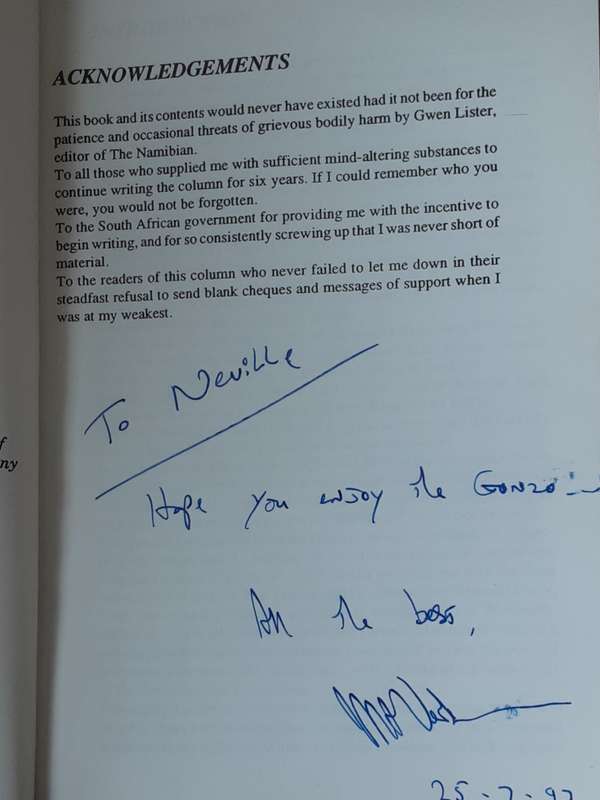 ACKNOWLEDGEMENTS
This book and its contents would never have existed had it not been for the
patience and occasional threats of grievous bodily harm by Gwen Lister,
editor of The Namibian.
To all those who supplied me with sufficient mind-altering substances to
continue writing the column for six years. If I could remember who you
were, you would not be forgotten.
To the South African government for providing me with the incentive to
begin writing, and for so consistently screwing up that I was never short of
material.
To the readers of this column who never failed to let me down in their
steadfast refusal to send blank cheques and messages of support when I
was at my weakest.
To Neville
f
ny
Hope you enjoy the GONZO
All the best,
25-7-92